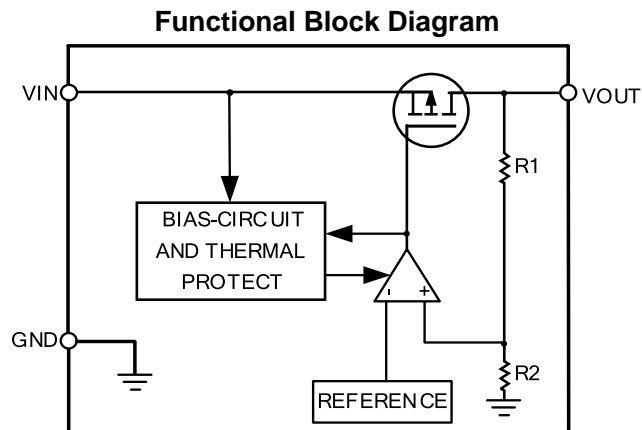 Functional Block Diagram
VIN
VOUT
R1
BIAS-CIRCUIT
AND THERMAL
PROTECT
- +
GND
R2
REFERENCE